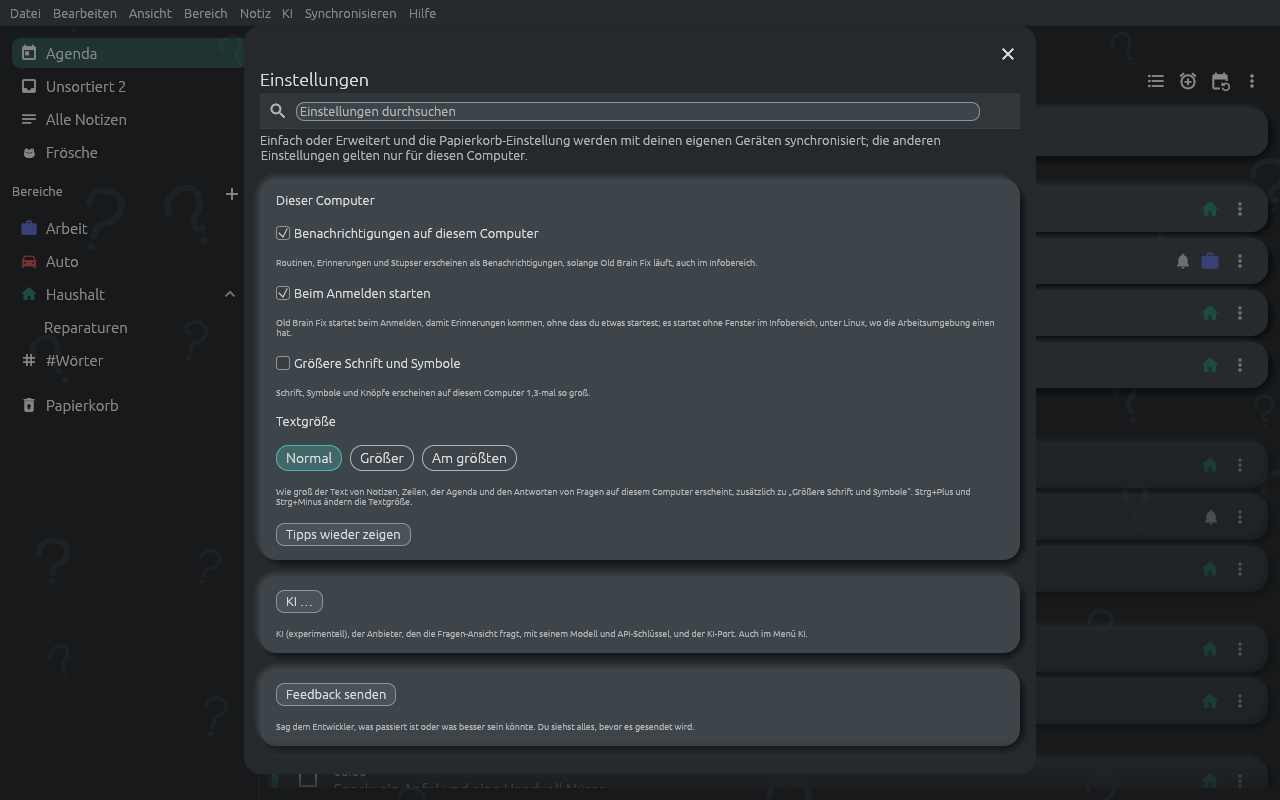 Datei Bearbeiten Ansicht Bereich Notiz KI Synchronisieren Hilfe
Agenda
Unsortiert 2
Alle Notizen
Frösche
Bereiche
Arbeit
Auto
Haushalt
Reparaturen
#Wörter
Papierkorb
Einstellungen
Einstellungen durchsuchen
Einfach oder Erweitert und die Papierkorb-Einstellung werden mit deinen eigenen Geräten synchronisiert; die anderen
Einstellungen gelten nur für diesen Computer.
Dieser Computer
Benachrichtigungen auf diesem Computer
Routinen, Erinnerungen und Stupser erscheinen als Benachrichtigungen, solange Old Brain Fix läuft, auch im Infobereich.
Beim Anmelden starten
Old Brain Fix startet beim Anmelden, damit Erinnerungen kommen, ohne dass du etwas startest; es startet ohne Fenster im Infobereich, unter Linux, wo die Arbeitsumgebung einen
hat.
Größere Schrift und Symbole
Schrift, Symbole und Knöpfe erscheinen auf diesem Computer 1,3-mal so groß.
Textgröße
Normal Größer Am größten
Wie groß der Text von Notizen, Zeilen, der Agenda und den Antworten von Fragen auf diesem Computer erscheint, zusätzlich zu „Größere Schrift und Symbole“. Strg+Plus und
Strg+Minus ändern die Textgröße.
Tipps wieder zeigen
KI …
KI (experimentell), der Anbieter, den die Fragen-Ansicht fragt, mit seinem Modell und API-Schlüssel, und der KI-Port. Auch im Menü KI.
Feedback senden
Sag dem Entwickler, was passiert ist oder was besser sein könnte. Du siehst alles, bevor es gesendet wird.